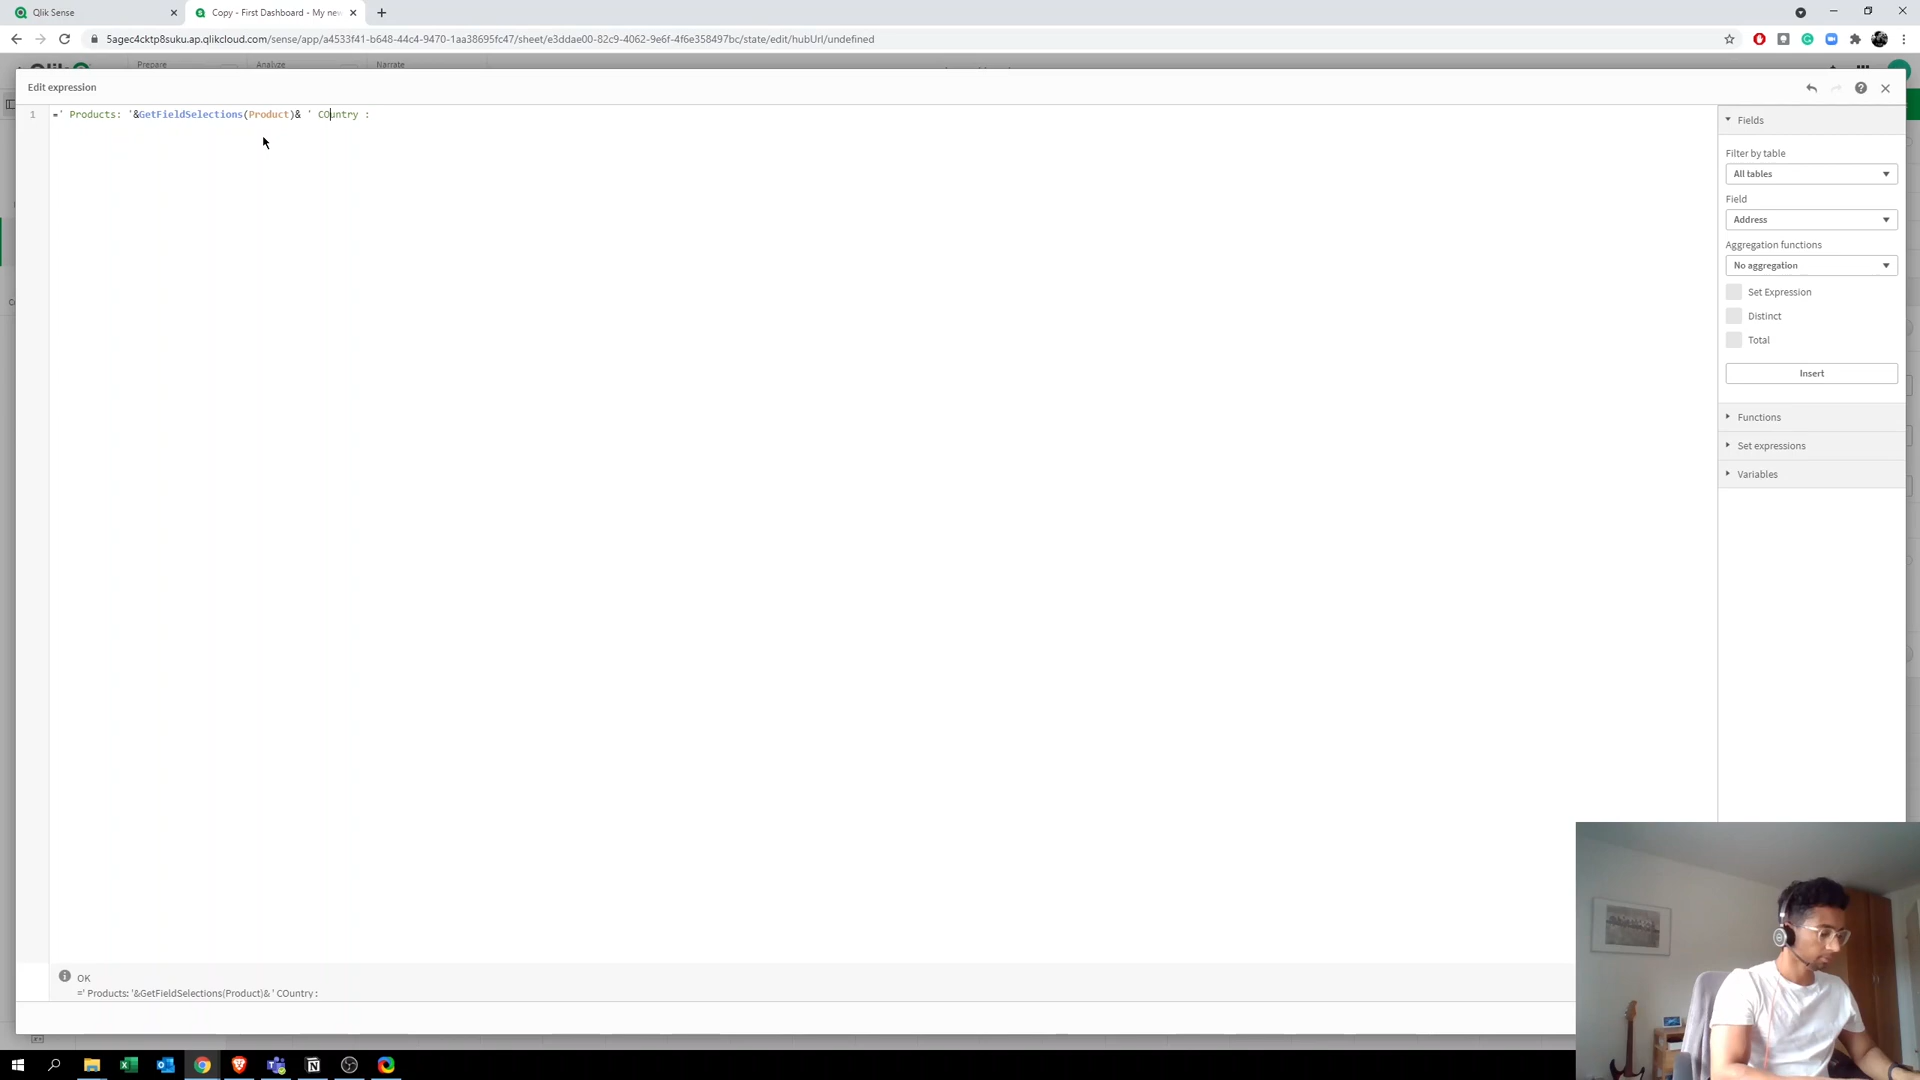 Qlik Sense
Copy - First Dashboard - My new
5agec4cktp8suku.ap.qlikcloud.com/sense/app/a4533f41-b648-44c4-9470-1aa38695fc47/sheet/e3ddae00-82c9-4062-9e6f-4f6e358497bc/state/edit/hubUrl/undefined
Prepare
Analyze
Narrate
Edit expression
1 =' Products: '&GetFieldSelections(Product)& ' COuntry :
Fields
Filter by table
All tables
Field
Address
Aggregation functions
No aggregation
Set Expression
Distinct
Total
Insert
Functions
Set expressions
Variables
OK
=' Products: '&GetFieldSelections(Product)& ' COuntry :